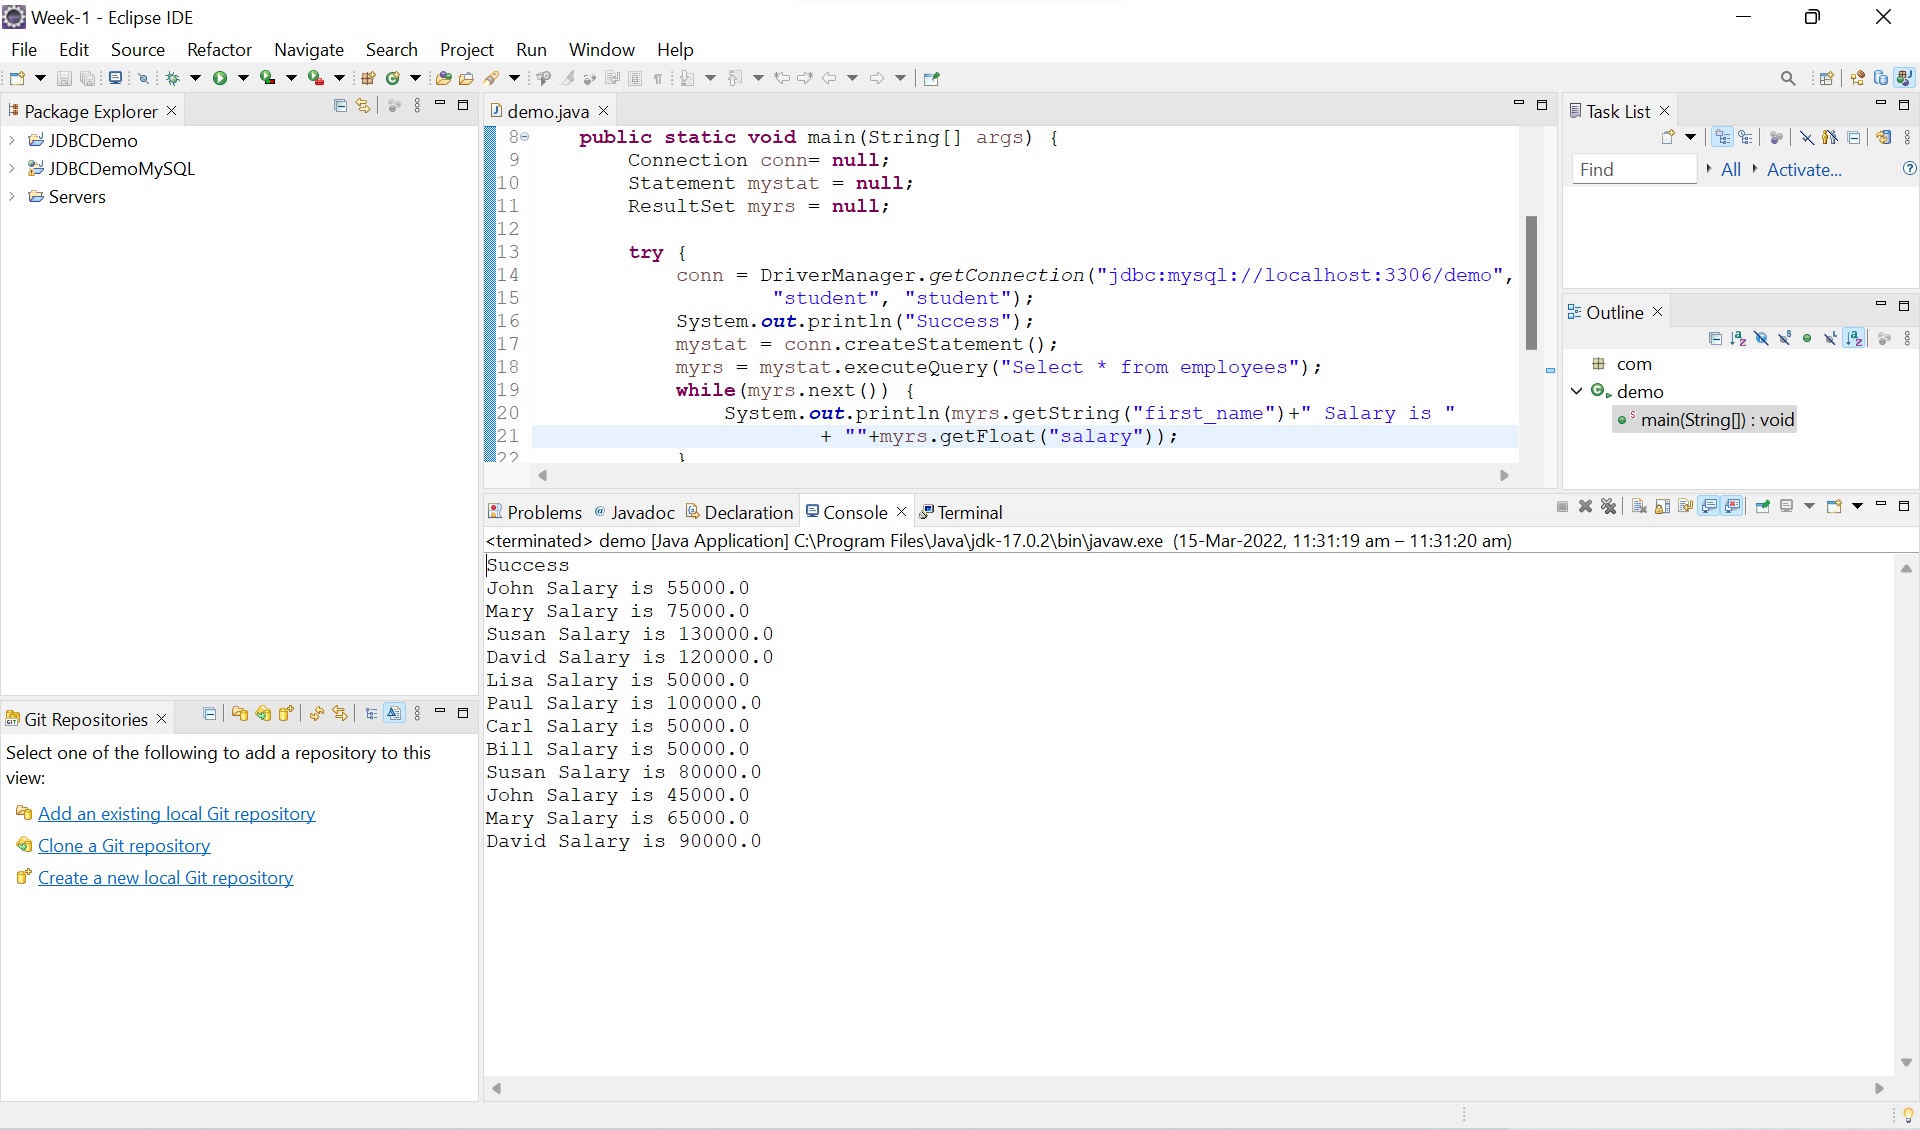 Week-1 - Eclipse IDE
File Edit Source Refactor Navigate Search Project Run Window Help
Package Explorer
JDBCDemo
JDBCDemoMySQL
Servers
demo.java
8 public static void main(String[] args) {
9 Connection conn= null;
10 Statement mystat = null;
11 ResultSet myrs = null;
12
13 try {
14 conn = DriverManager.getConnection("jdbc:mysql://localhost:3306/demo",
15 "student", "student");
16 System.out.println("Success");
17 mystat = conn.createStatement();
18 myrs = mystat.executeQuery("Select * from employees");
19 while(myrs.next()) {
20 System.out.println(myrs.getString("first_name")+" Salary is "
21 + ""+myrs.getFloat("salary"));
22 }
Task List
Find All Activate...
Outline
com
demo
main(String[]) : void
Problems Javadoc Declaration Console Terminal
<terminated> demo [Java Application] C:\Program Files\Java\jdk-17.0.2\bin\javaw.exe (15-Mar-2022, 11:31:19 am – 11:31:20 am)
Success
John Salary is 55000.0
Mary Salary is 75000.0
Susan Salary is 130000.0
David Salary is 120000.0
Lisa Salary is 50000.0
Paul Salary is 100000.0
Carl Salary is 50000.0
Bill Salary is 50000.0
Susan Salary is 80000.0
John Salary is 45000.0
Mary Salary is 65000.0
David Salary is 90000.0
Git Repositories
Select one of the following to add a repository to this
view:
Add an existing local Git repository
Clone a Git repository
Create a new local Git repository